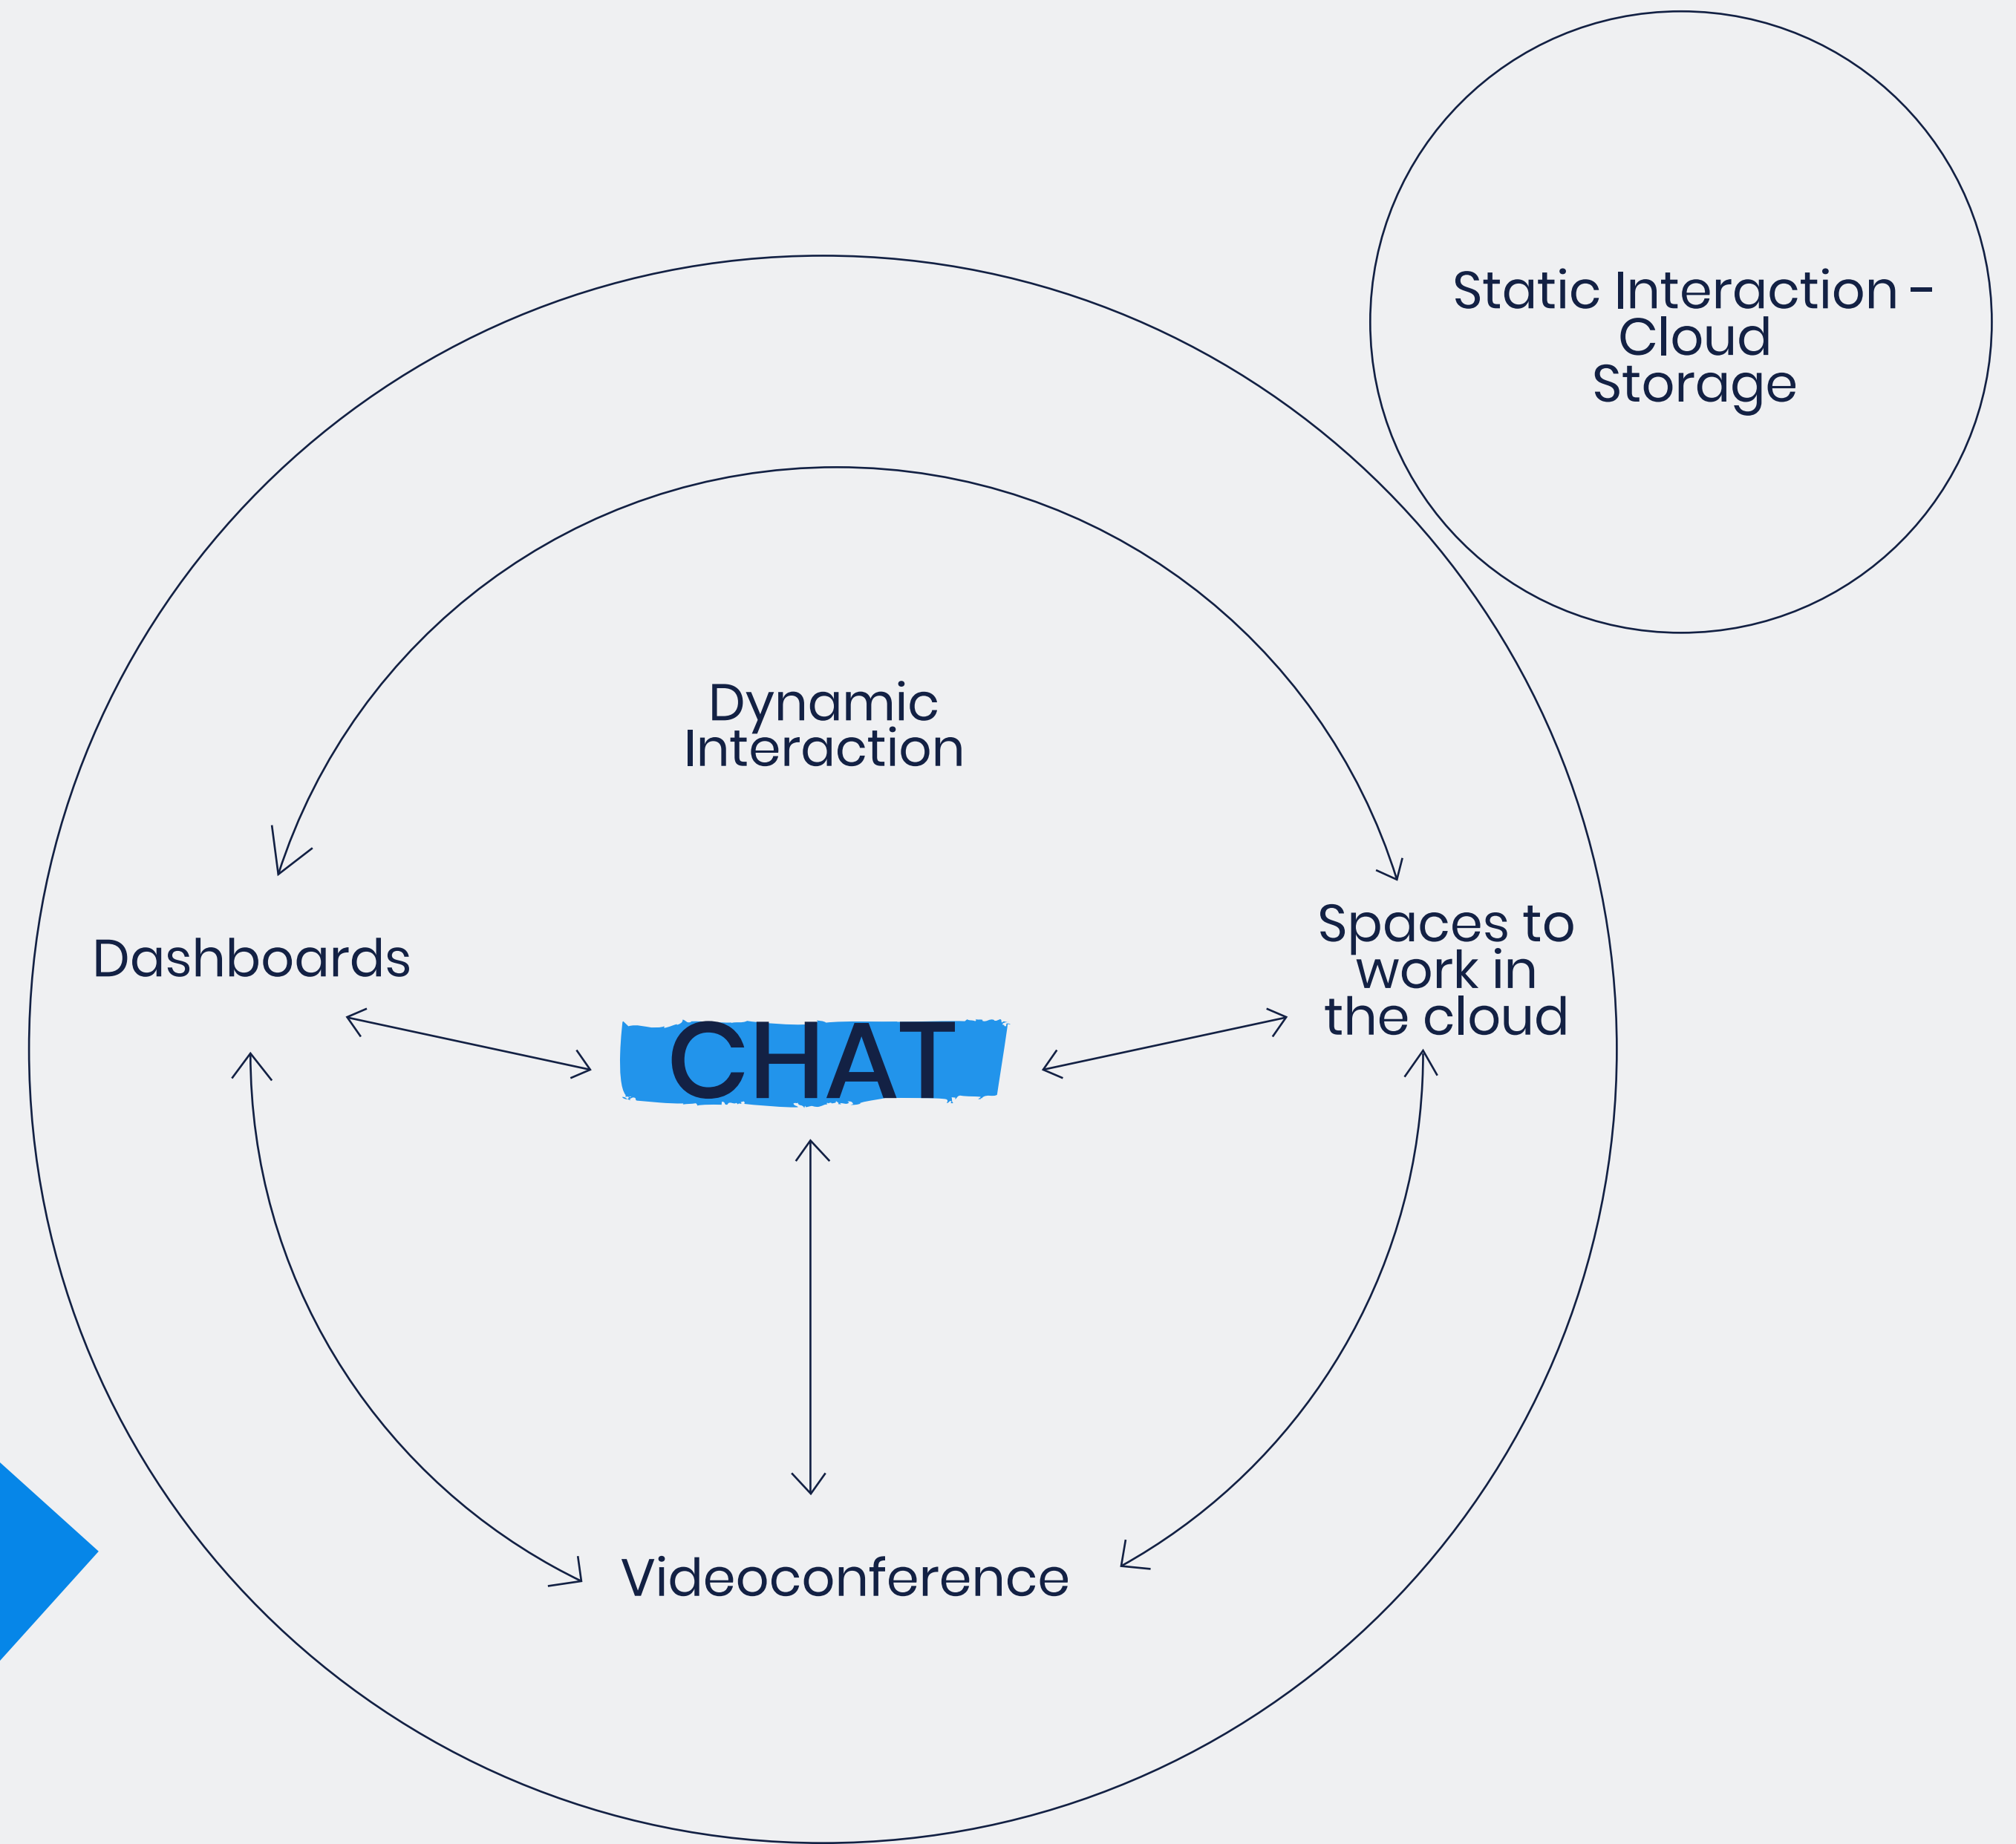 Static Interaction -
Cloud
Storage
Dynamic
Interaction
Dashboards
Spaces to
work in
the cloud
CHAT
Videoconference